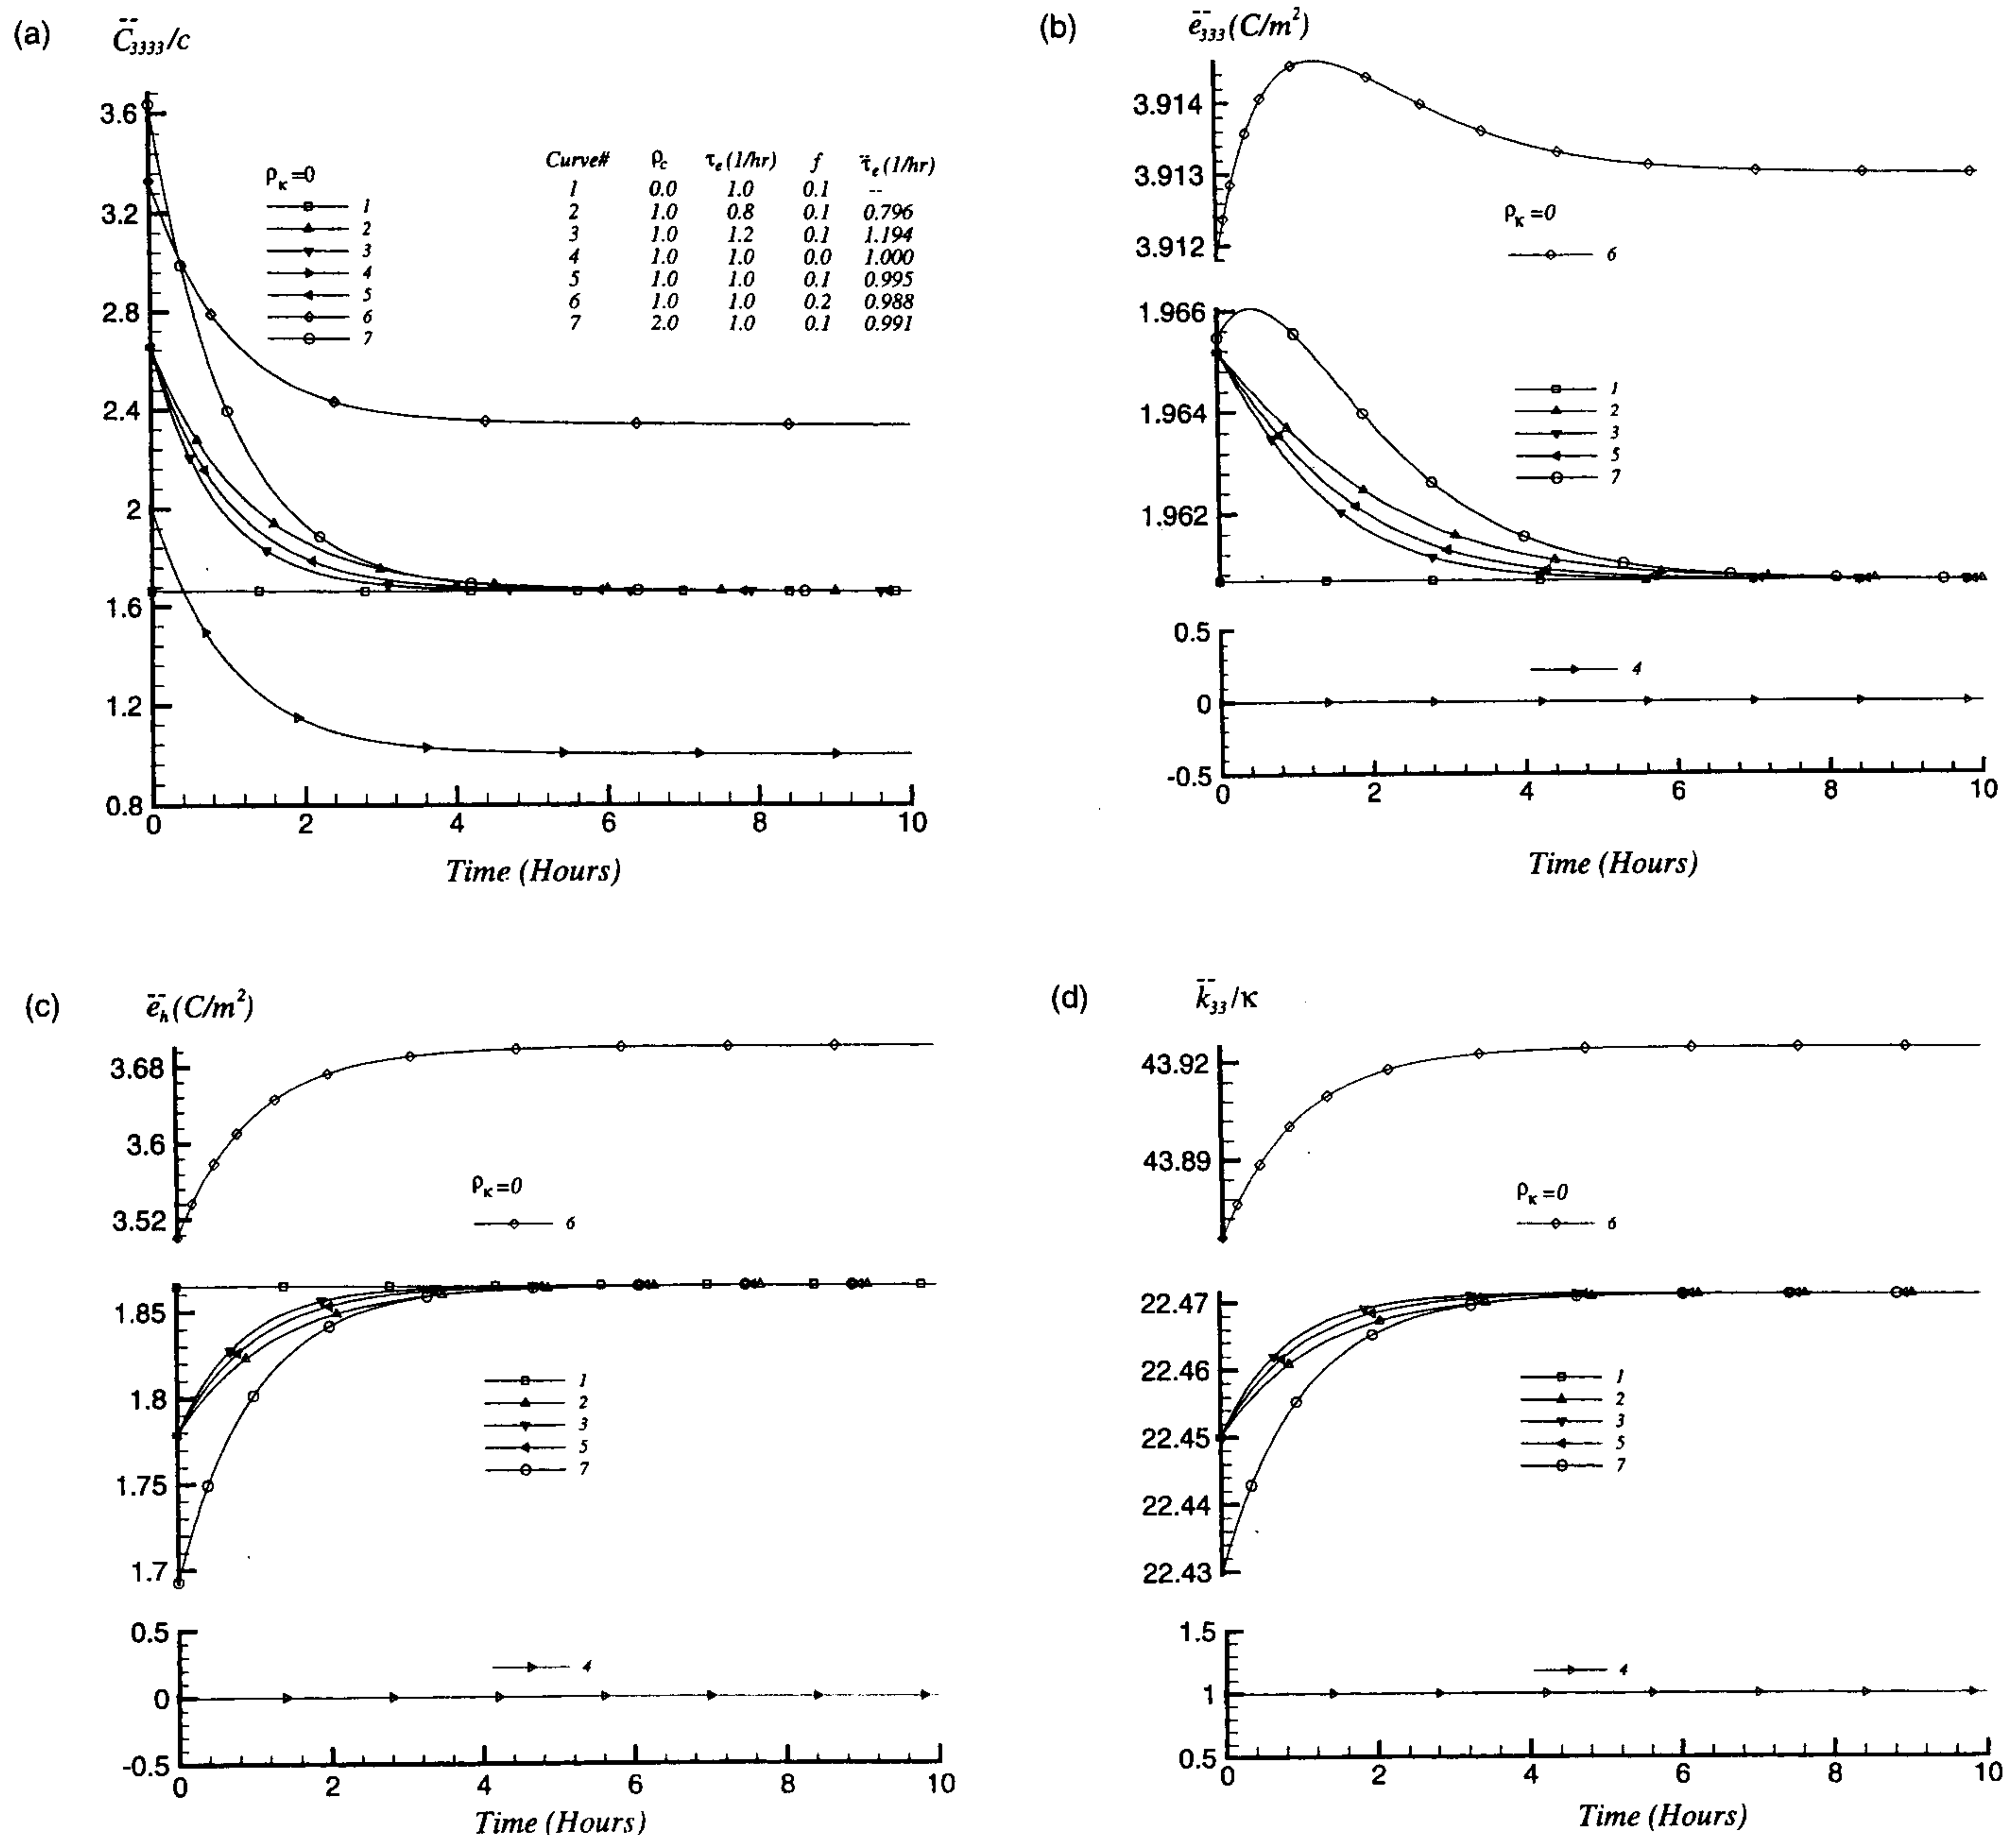 (a)
C̄̄₃₃₃₃/c
3.6
3.2
2.8
2.4
2
1.6
1.2
0.8
ρκ=0
1
2
3
4
5
6
7
Curve# ρc τe (1/hr) f τ̈e (1/hr)
1 0.0 1.0 0.1 --
2 1.0 0.8 0.1 0.796
3 1.0 1.2 0.1 1.194
4 1.0 1.0 0.0 1.000
5 1.0 1.0 0.1 0.995
6 1.0 1.0 0.2 0.988
7 2.0 1.0 0.1 0.991
0 2 4 6 8 10
Time (Hours)
(b)
ē̄₃₃₃ (C/m²)
3.914
3.913
3.912
ρκ=0
6
1.966
1.964
1.962
1
2
3
5
7
0.5
0
-0.5
4
0 2 4 6 8 10
Time (Hours)
(c)
ē̄h (C/m²)
3.68
3.6
3.52
ρκ=0
6
1.85
1.8
1.75
1.7
1
2
3
5
7
0.5
0
-0.5
4
0 2 4 6 8 10
Time (Hours)
(d)
k̄̄₃₃/κ
43.92
43.89
ρκ=0
6
22.47
22.46
22.45
22.44
22.43
1
2
3
5
7
1.5
1
0.5
4
0 2 4 6 8 10
Time (Hours)